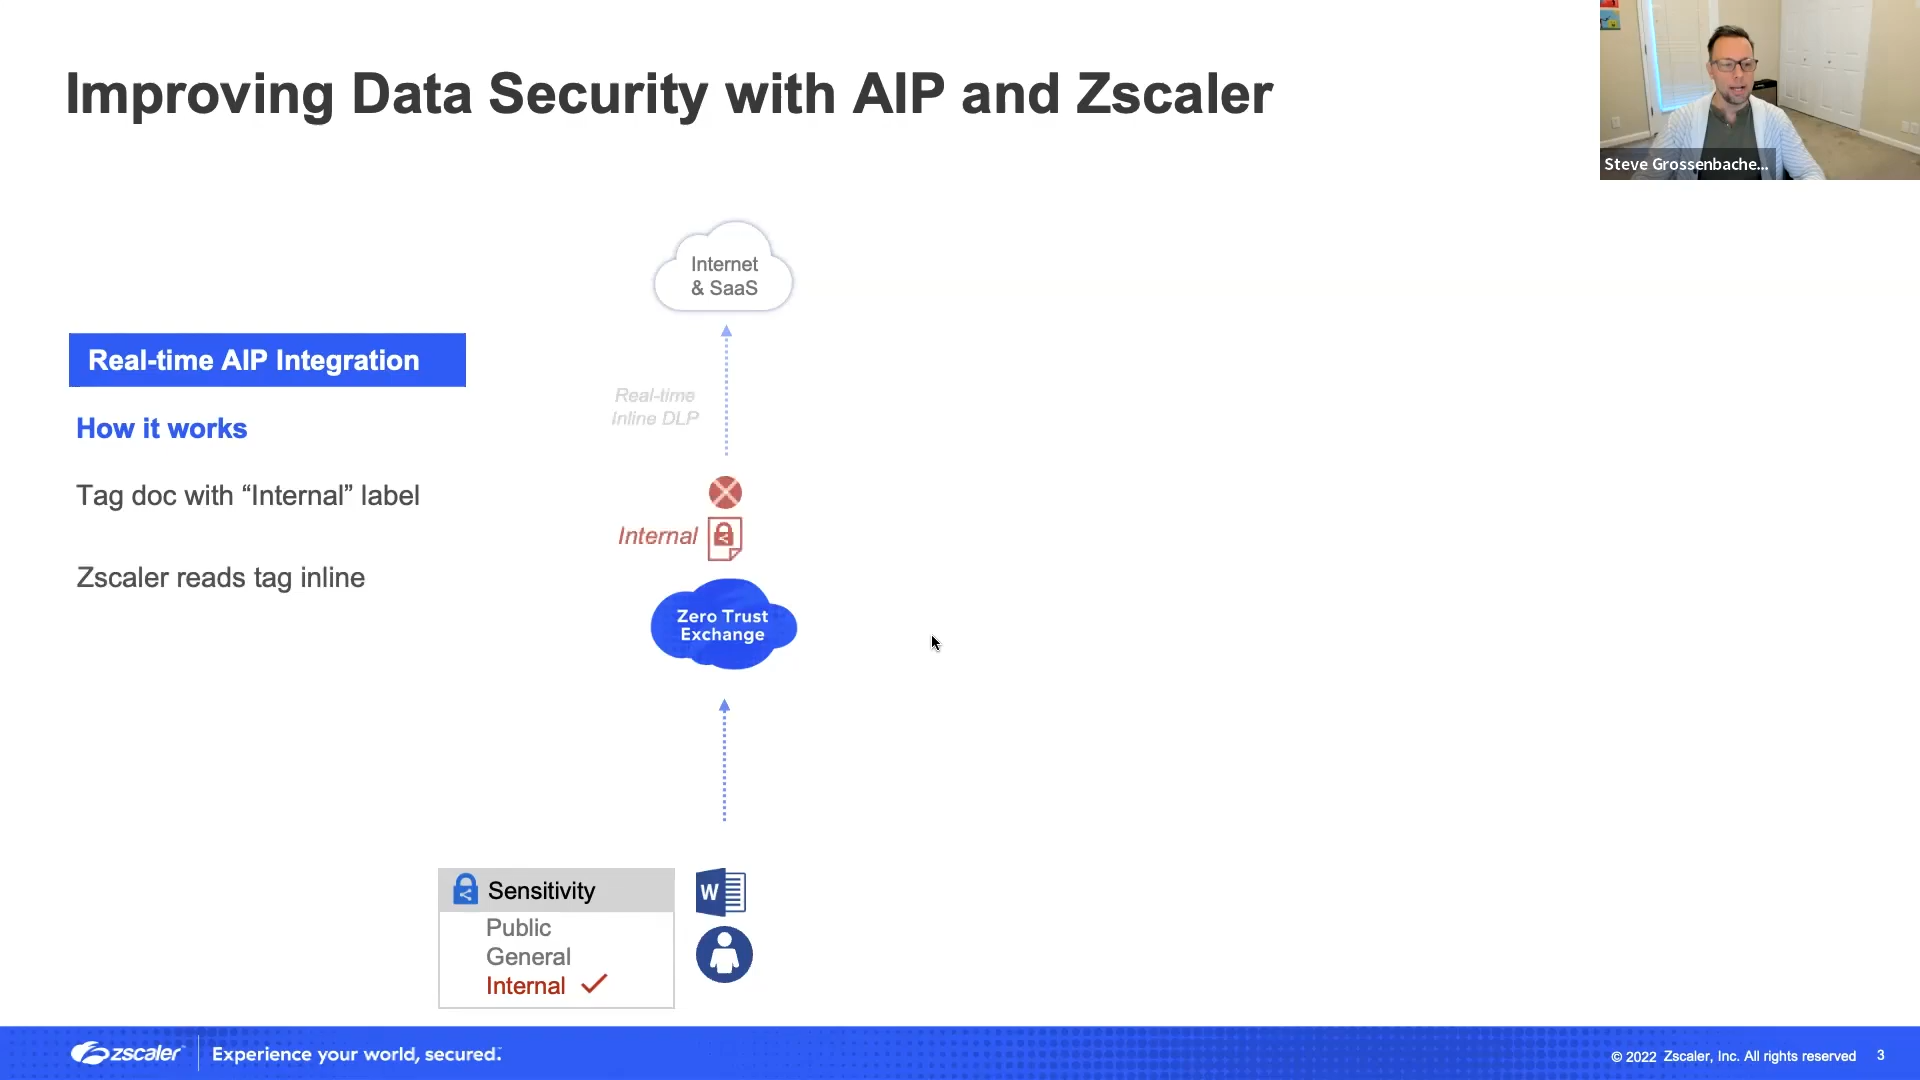 Improving Data Security with AIP and Zscaler
Steve Grossenbache...
Internet
& SaaS
Real-time AIP Integration
Real-time
Inline DLP
How it works
Tag doc with “Internal” label
Internal
Zscaler reads tag inline
Zero Trust
Exchange
Sensitivity
Public
General
Internal
W
zscaler
Experience your world, secured.
© 2022 Zscaler, Inc. All rights reserved 3